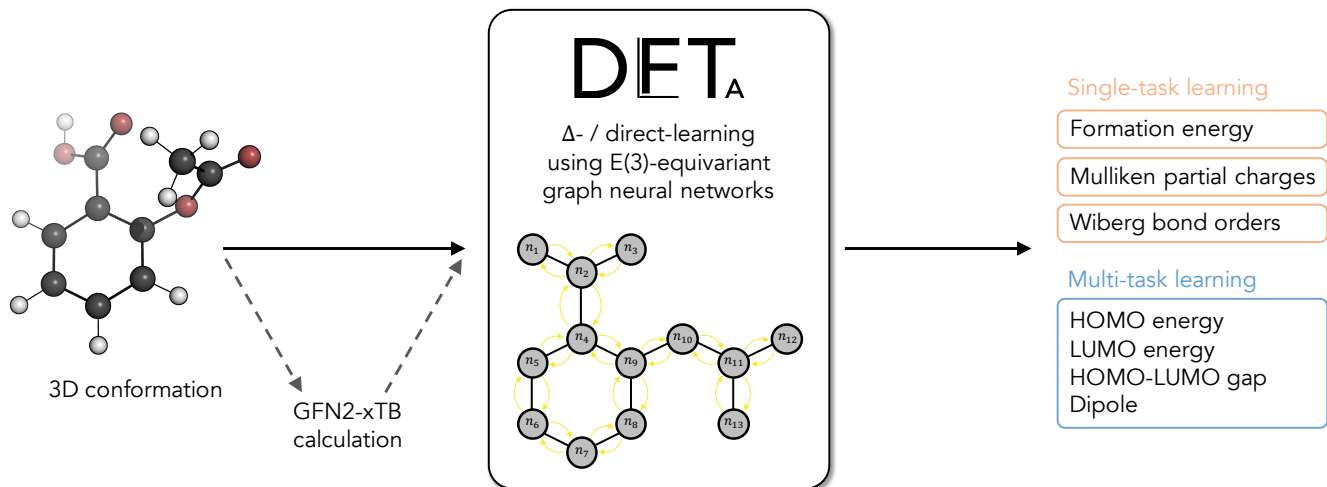 3D conformation
GFN2-xTB
calculation
DFT
A
Δ- / direct-learning
using E(3)-equivariant
graph neural networks
n₁
n₃
n₂
n₄
n₁₀
n₁₂
n₅
n₉
n₁₁
n₆
n₈
n₁₃
n₇
Single-task learning
Formation energy
Mulliken partial charges
Wiberg bond orders
Multi-task learning
HOMO energy
LUMO energy
HOMO-LUMO gap
Dipole